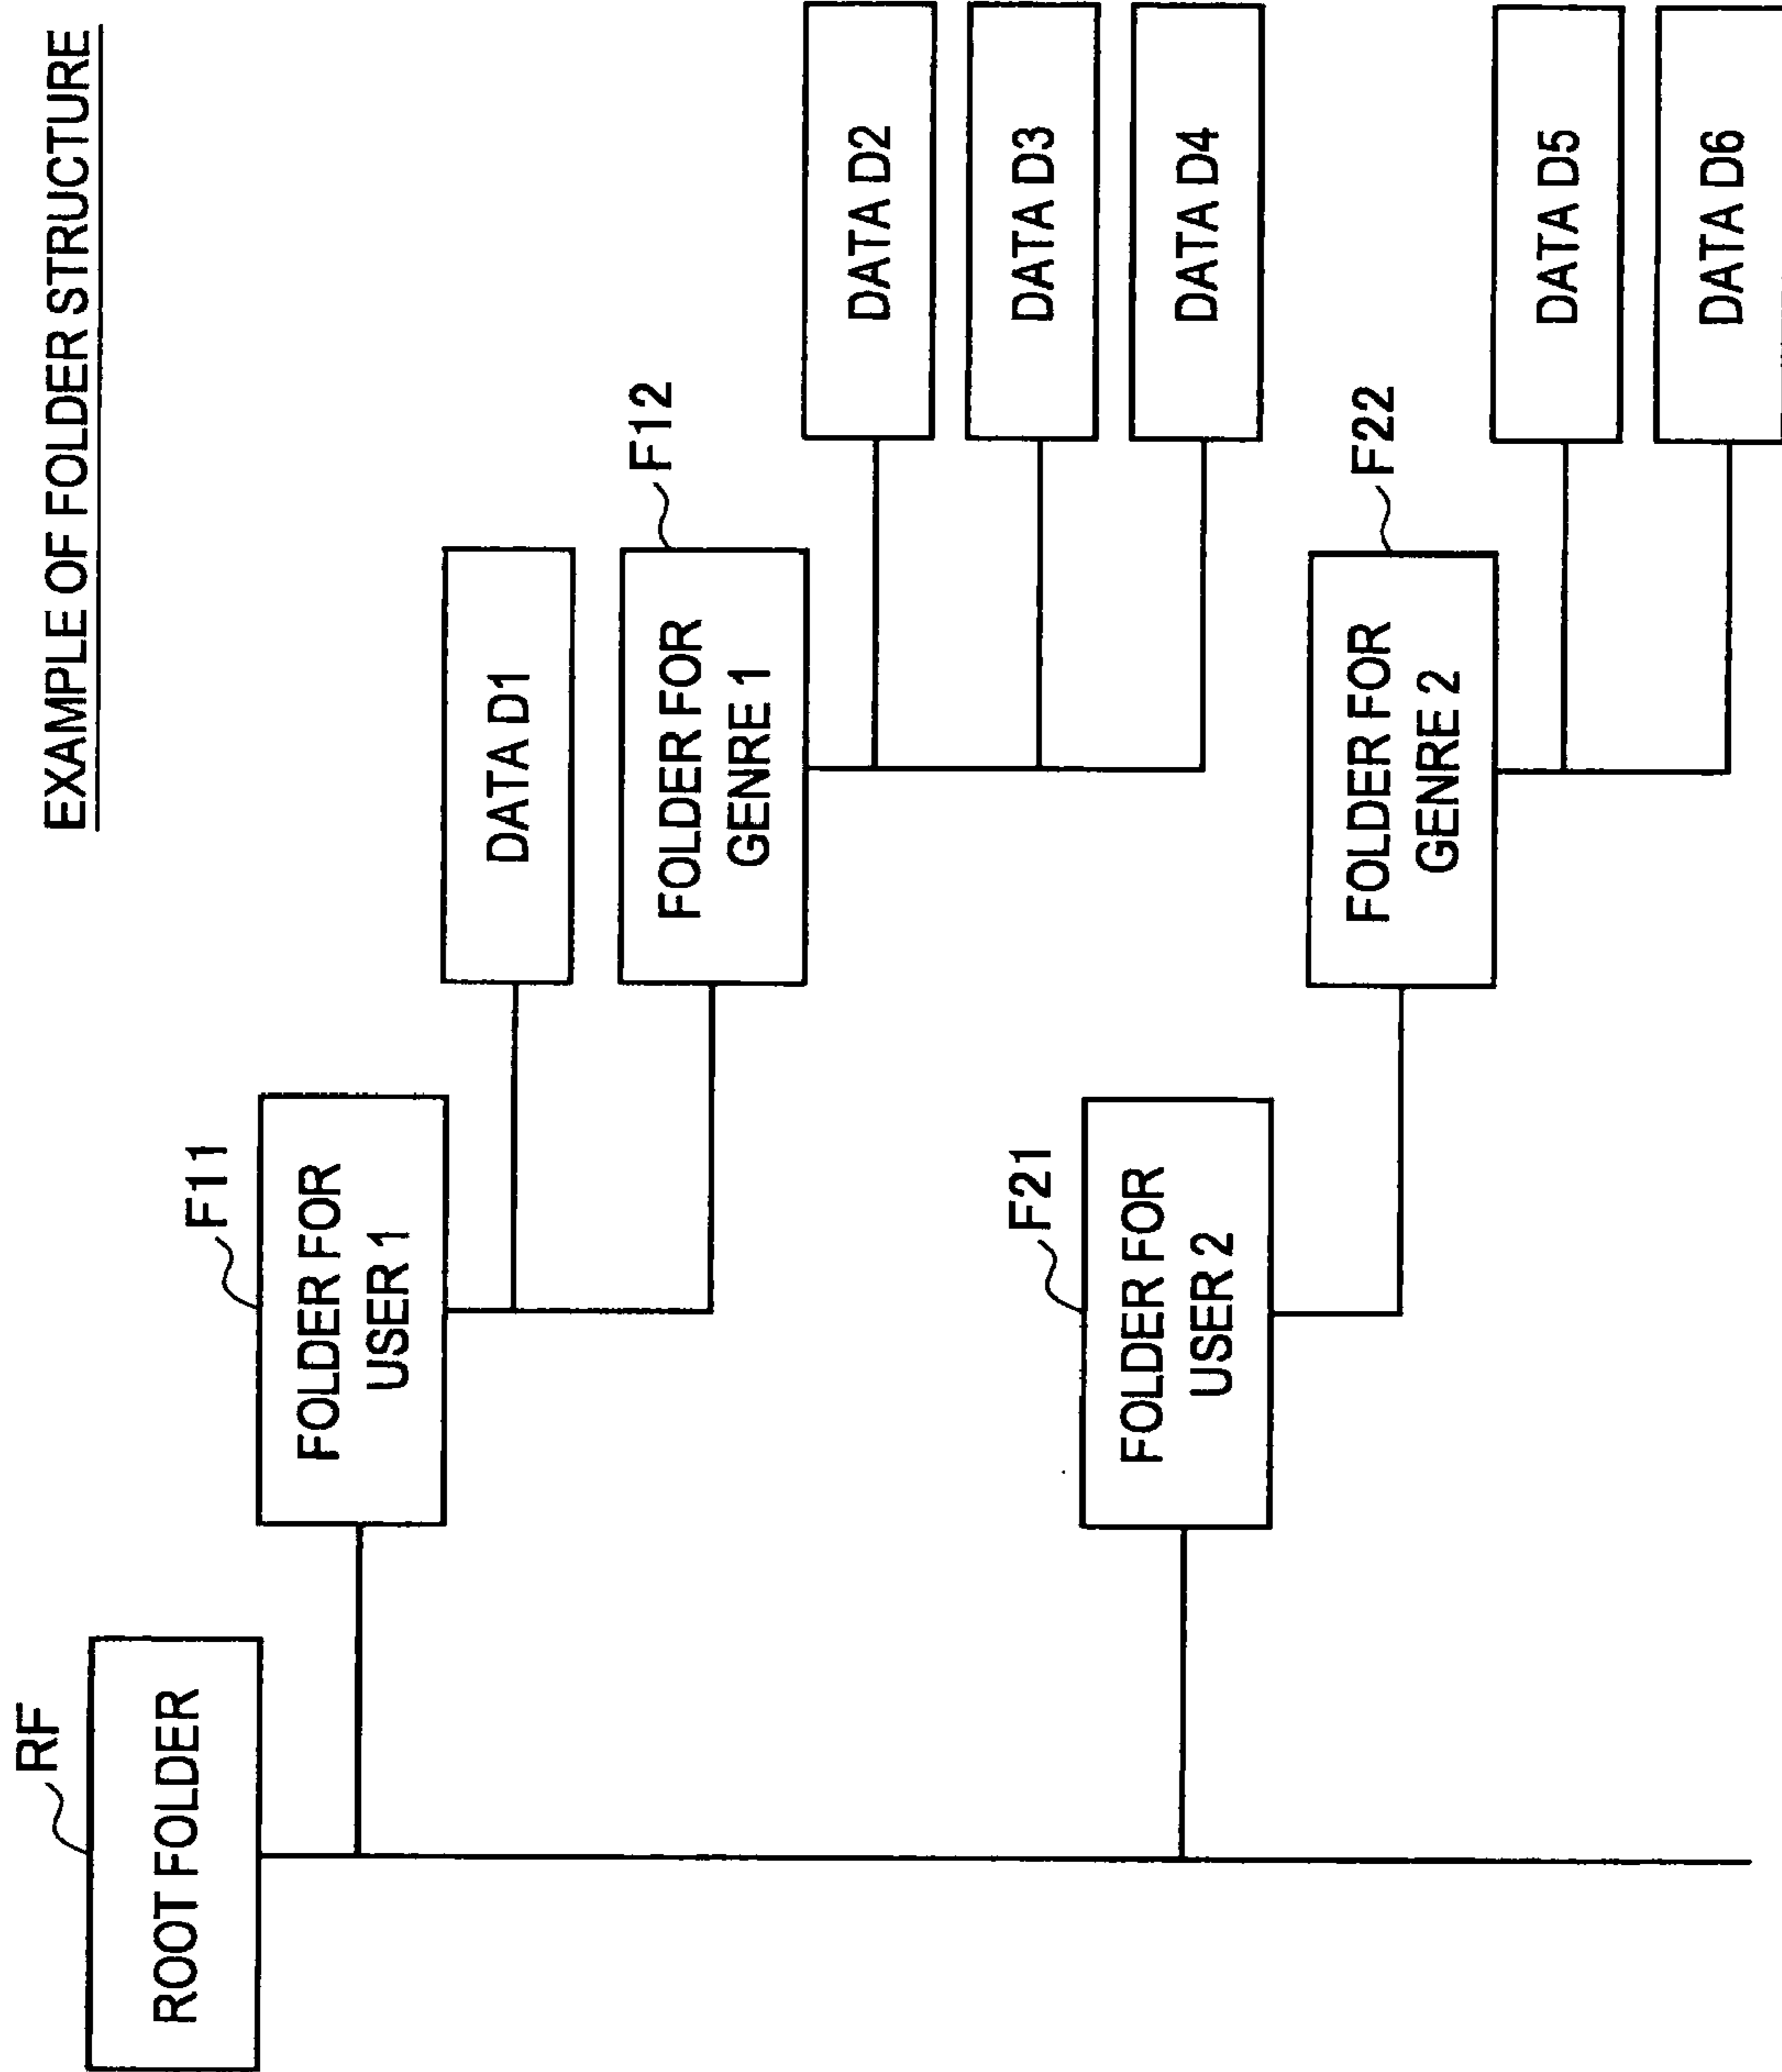 EXAMPLE OF FOLDER STRUCTURE
RF
ROOT FOLDER
F11
FOLDER FOR
USER 1
DATA D1
F12
FOLDER FOR
GENRE 1
DATA D2
DATA D3
DATA D4
F21
FOLDER FOR
USER 2
F22
FOLDER FOR
GENRE 2
DATA D5
DATA D6